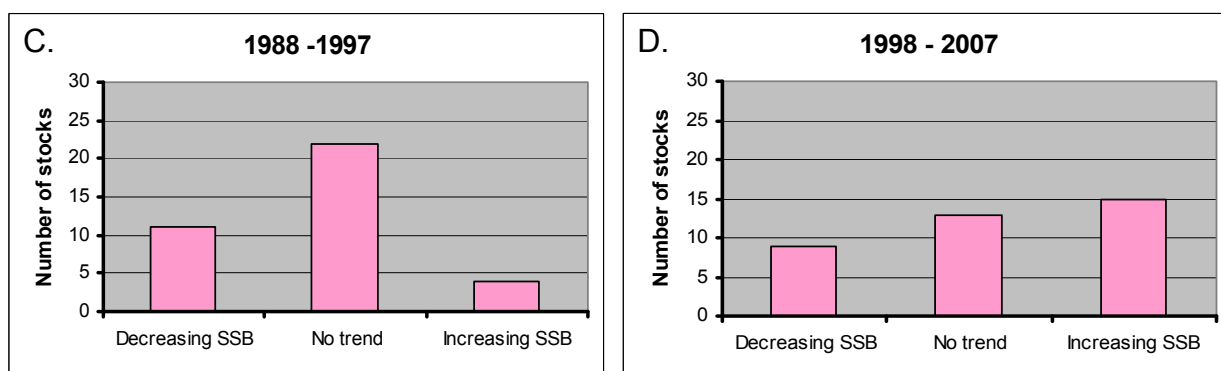 C.
1988 -1997
Number of stocks
30
25
20
15
10
5
0
Decreasing SSB
No trend
Increasing SSB
D.
1998 - 2007
Number of stocks
30
25
20
15
10
5
0
Decreasing SSB
No trend
Increasing SSB